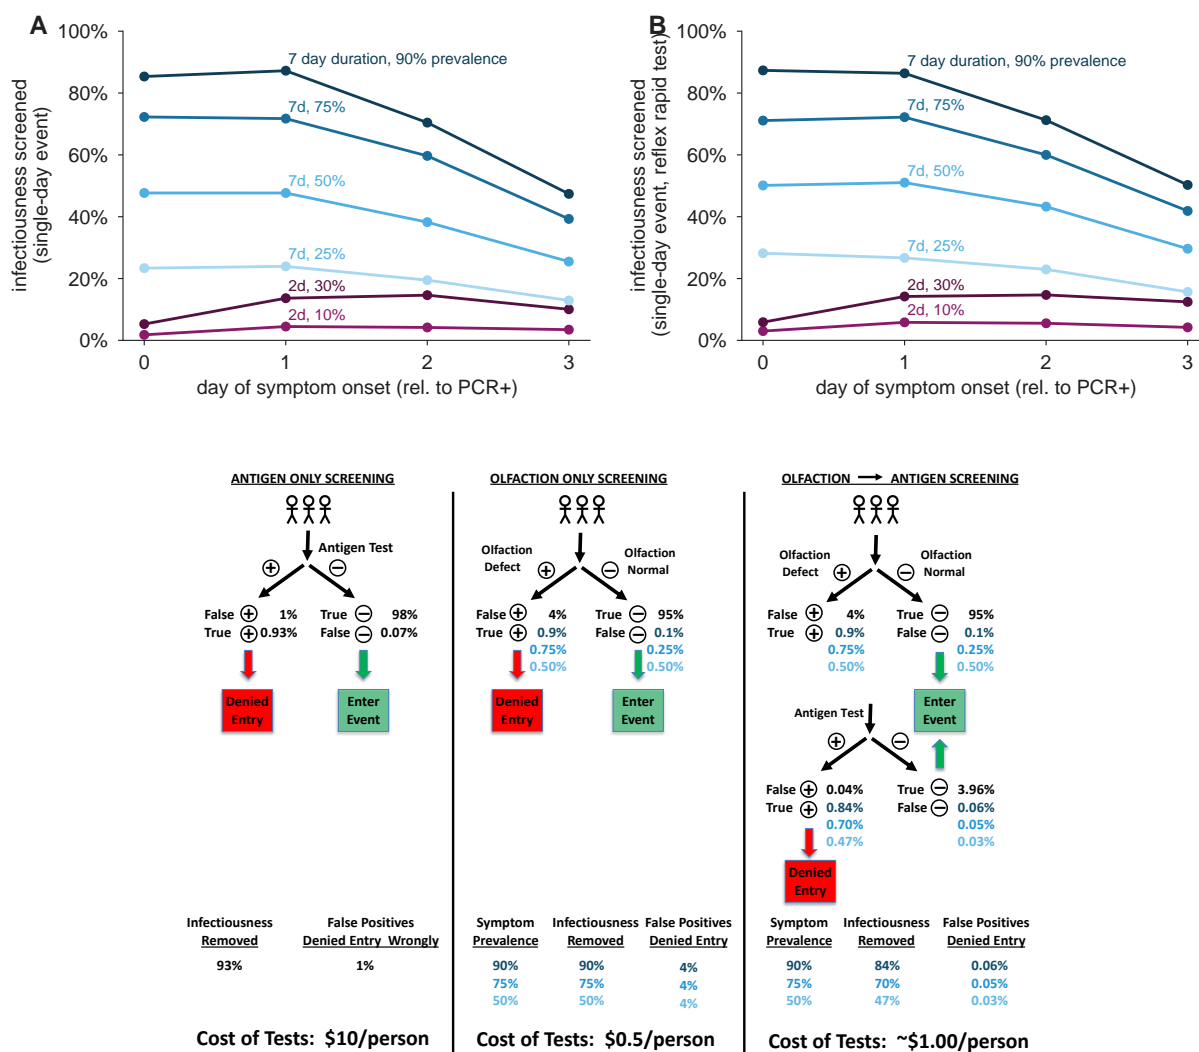 A
100%
80%
60%
40%
20%
0%
infectiousness screened
(single-day event)
7 day duration, 90% prevalence
7d, 75%
7d, 50%
7d, 25%
2d, 30%
2d, 10%
0 1 2 3
day of symptom onset (rel. to PCR+)
B
100%
80%
60%
40%
20%
0%
infectiousness screened
(single-day event, reflex rapid test)
7 day duration, 90% prevalence
7d, 75%
7d, 50%
7d, 25%
2d, 30%
2d, 10%
0 1 2 3
day of symptom onset (rel. to PCR+)
ANTIGEN ONLY SCREENING
Antigen Test
+ −
False + 1% True − 98%
True + 0.93% False − 0.07%
Denied
Entry
Enter
Event
Infectiousness
Removed
False Positives
Denied Entry Wrongly
93% 1%
Cost of Tests: $10/person
OLFACTION ONLY SCREENING
Olfaction
Defect
+ −
Olfaction
Normal
False + 4% True − 95%
True + 0.9% False − 0.1%
0.75% 0.25%
0.50% 0.50%
Denied
Entry
Enter
Event
Symptom
Prevalence
Infectiousness
Removed
False Positives
Denied Entry
90% 90% 4%
75% 75% 4%
50% 50% 4%
Cost of Tests: $0.5/person
OLFACTION → ANTIGEN SCREENING
Olfaction
Defect
+ −
Olfaction
Normal
False + 4% True − 95%
True + 0.9% False − 0.1%
0.75% 0.25%
0.50% 0.50%
Enter
Event
Antigen Test
+ −
False + 0.04% True − 3.96%
True + 0.84% False − 0.06%
0.70% 0.05%
0.47% 0.03%
Denied
Entry
Symptom
Prevalence
Infectiousness
Removed
False Positives
Denied Entry
90% 84% 0.06%
75% 70% 0.05%
50% 47% 0.03%
Cost of Tests: ~$1.00/person